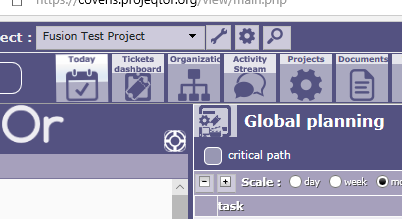 https://covens.projeqtor.org/view/main.php
ect : Fusion Test Project
Today
Tickets dashboard
Organizatic
Activity Stream
Projects
Documents
Or
Global planning
critical path
Scale : day week mo
task